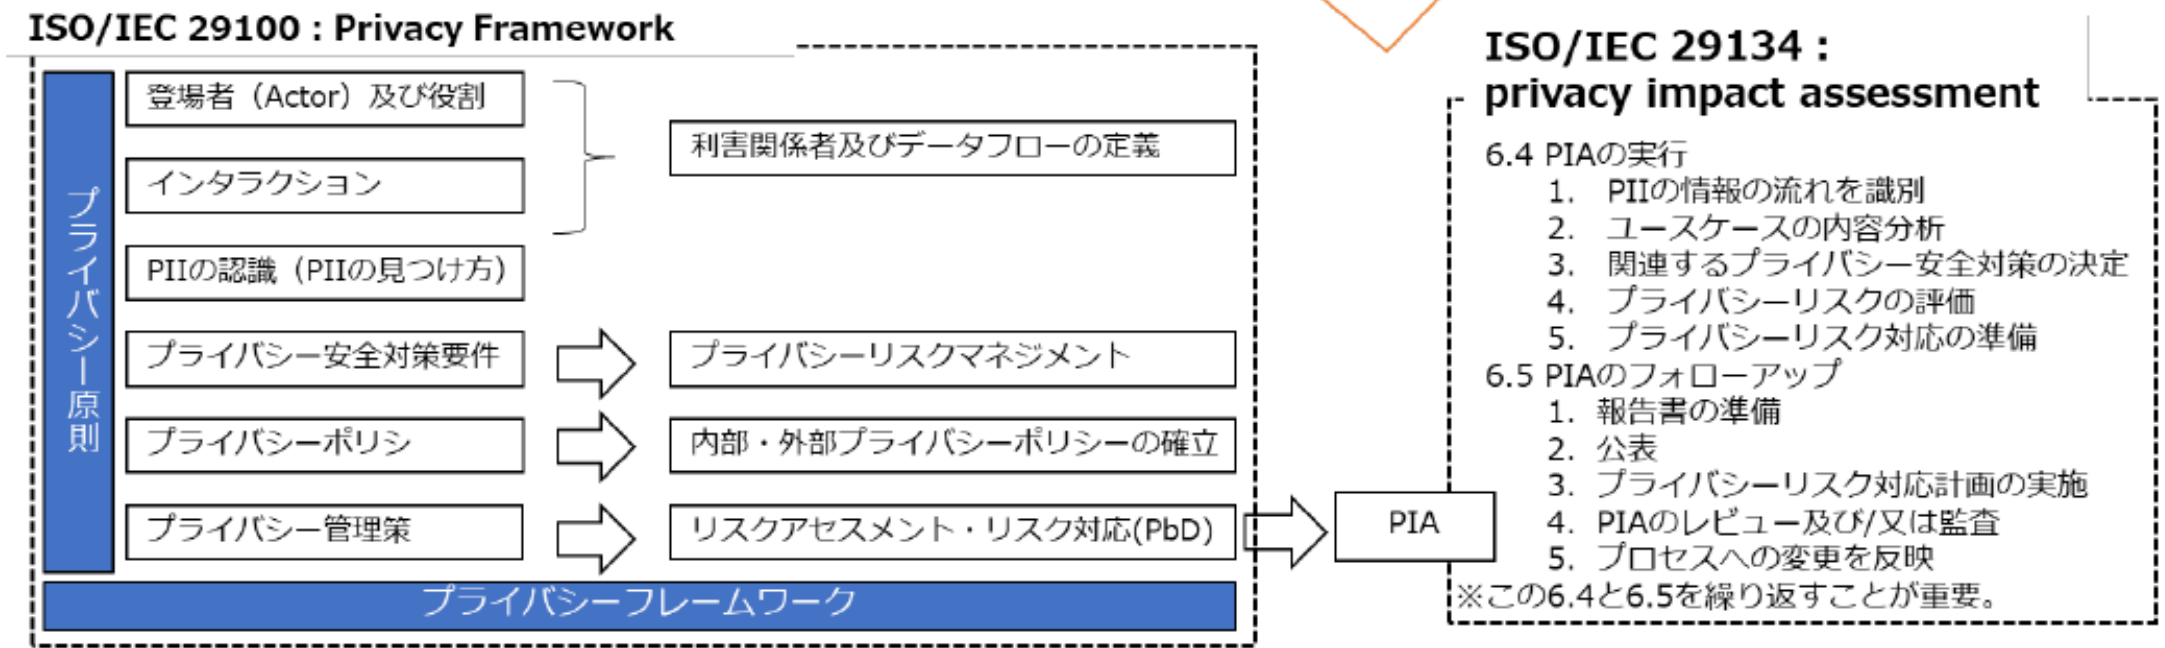 ISO/IEC 29100 : Privacy Framework
プライバシー原則
登場者（Actor）及び役割
インタラクション
利害関係者及びデータフローの定義
PIIの認識（PIIの見つけ方）
プライバシー安全対策要件
プライバシーリスクマネジメント
プライバシーポリシ
内部・外部プライバシーポリシーの確立
プライバシー管理策
リスクアセスメント・リスク対応(PbD)
プライバシーフレームワーク
PIA
ISO/IEC 29134 :
privacy impact assessment
6.4 PIAの実行
1. PIIの情報の流れを識別
2. ユースケースの内容分析
3. 関連するプライバシー安全対策の決定
4. プライバシーリスクの評価
5. プライバシーリスク対応の準備
6.5 PIAのフォローアップ
1. 報告書の準備
2. 公表
3. プライバシーリスク対応計画の実施
4. PIAのレビュー及び/又は監査
5. プロセスへの変更を反映
※この6.4と6.5を繰り返すことが重要。